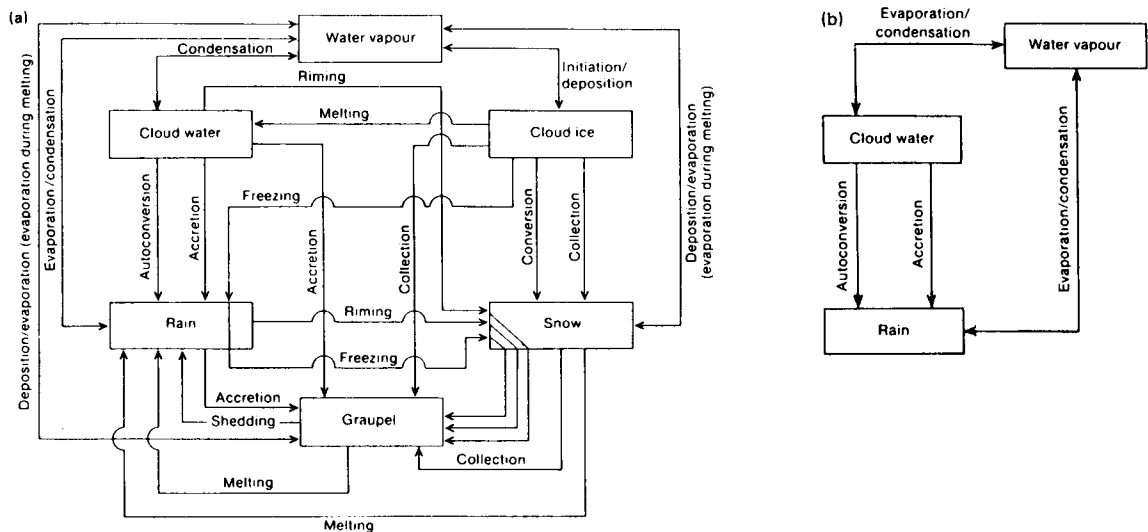 (a)
Water vapour
Condensation
Riming
Initiation/
deposition
Melting
Cloud water
Cloud ice
Freezing
Deposition/evaporation (evaporation during melting)
Evaporation/condensation
Autoconversion
Accretion
Accretion
Collection
Conversion
Collection
Deposition/evaporation
(evaporation during melting)
Rain
Riming
Snow
Freezing
Accretion
Shedding
Graupel
Collection
Melting
Melting
(b)
Evaporation/
condensation
Water vapour
Cloud water
Autoconversion
Accretion
Evaporation/condensation
Rain